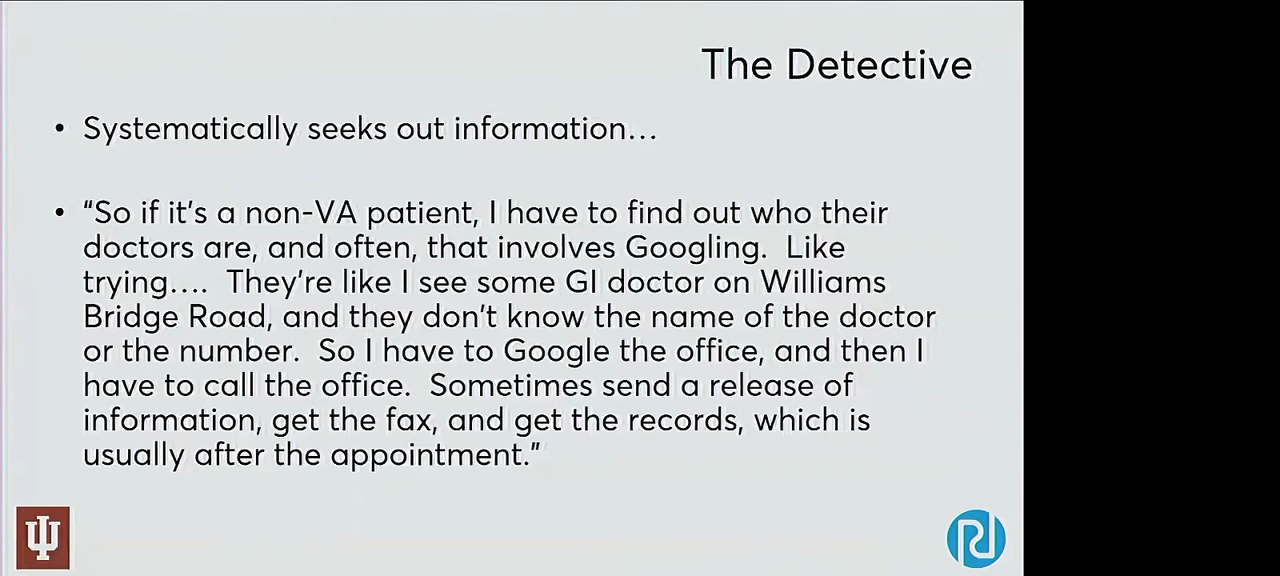 The Detective
• Systematically seeks out information…
• “So if it’s a non-VA patient, I have to find out who their
doctors are, and often, that involves Googling.  Like
trying….  They’re like I see some GI doctor on Williams
Bridge Road, and they don’t know the name of the doctor
or the number.  So I have to Google the office, and then I
have to call the office.  Sometimes send a release of
information, get the fax, and get the records, which is
usually after the appointment.”